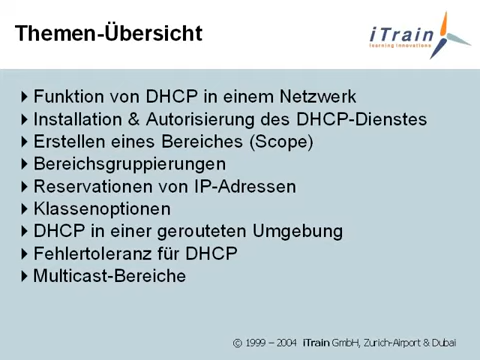 Themen-Übersicht
iTrain
learning innovations
Funktion von DHCP in einem Netzwerk
Installation & Autorisierung des DHCP-Dienstes
Erstellen eines Bereiches (Scope)
Bereichsgruppierungen
Reservationen von IP-Adressen
Klassenoptionen
DHCP in einer gerouteten Umgebung
Fehlertoleranz für DHCP
Multicast-Bereiche
© 1999 – 2004 iTrain GmbH, Zurich-Airport & Dubai